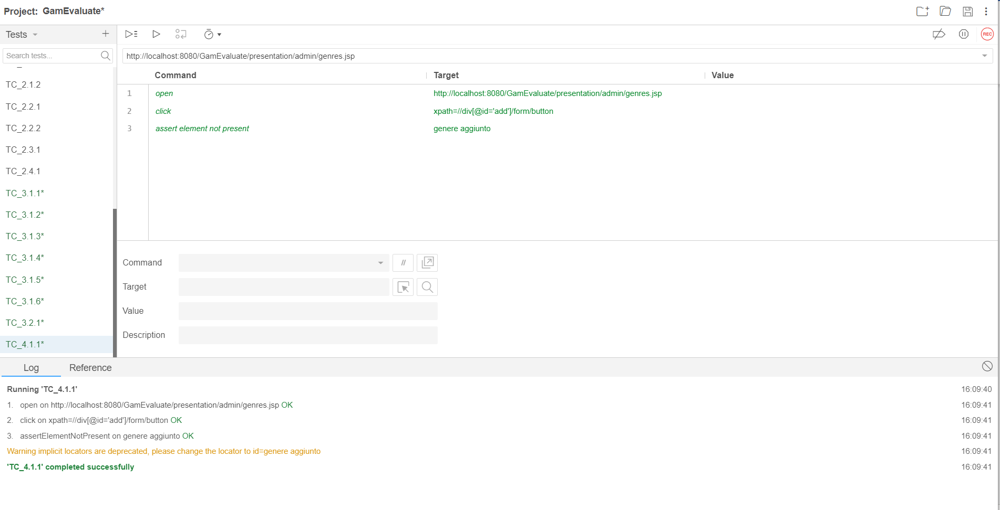 Project: GamEvaluate*
Tests
Search tests...
TC_2.1.2
TC_2.2.1
TC_2.2.2
TC_2.3.1
TC_2.4.1
TC_3.1.1*
TC_3.1.2*
TC_3.1.3*
TC_3.1.4*
TC_3.1.5*
TC_3.1.6*
TC_3.2.1*
TC_4.1.1*
REC
http://localhost:8080/GamEvaluate/presentation/admin/genres.jsp
Command Target Value
1 open http://localhost:8080/GamEvaluate/presentation/admin/genres.jsp
2 click xpath=//div[@id='add']/form/button
3 assert element not present genere aggiunto
Command //
Target
Value
Description
Log Reference
Running 'TC_4.1.1' 16:09:40
1. open on http://localhost:8080/GamEvaluate/presentation/admin/genres.jsp OK 16:09:41
2. click on xpath=//div[@id='add']/form/button OK 16:09:41
3. assertElementNotPresent on genere aggiunto OK 16:09:41
Warning implicit locators are deprecated, please change the locator to id=genere aggiunto 16:09:41
'TC_4.1.1' completed successfully 16:09:41